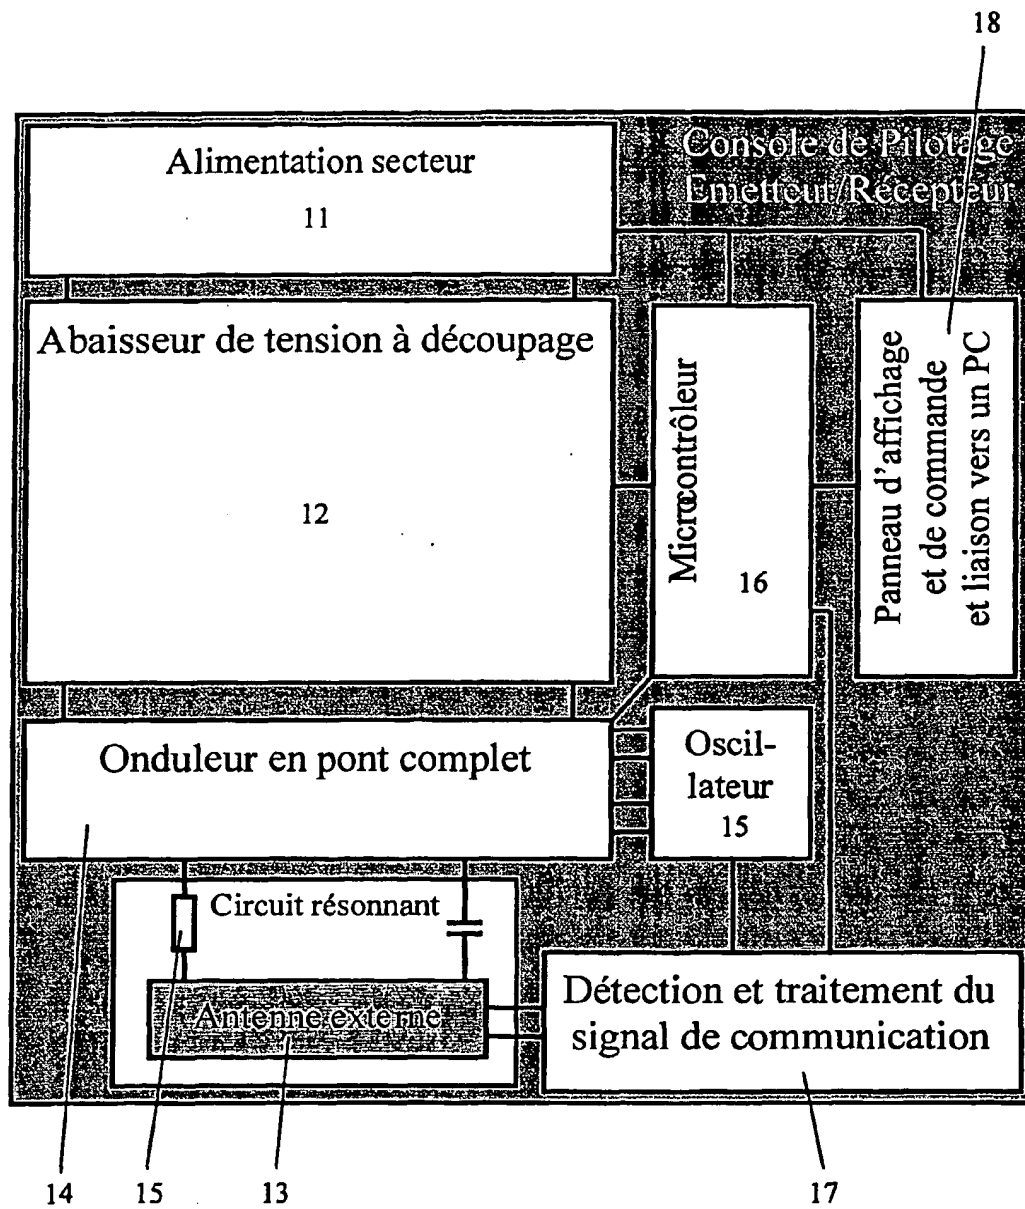 18
Console de Pilotage
Emetteur/Récepteur
Alimentation secteur
11
Abaisseur de tension à découpage
12
Microcontrôleur
16
Panneau d'affichage
et de commande
et liaison vers un PC
Onduleur en pont complet
Oscil-
lateur
15
Circuit résonnant
Antenne externe
Détection et traitement du
signal de communication
14
15
13
17